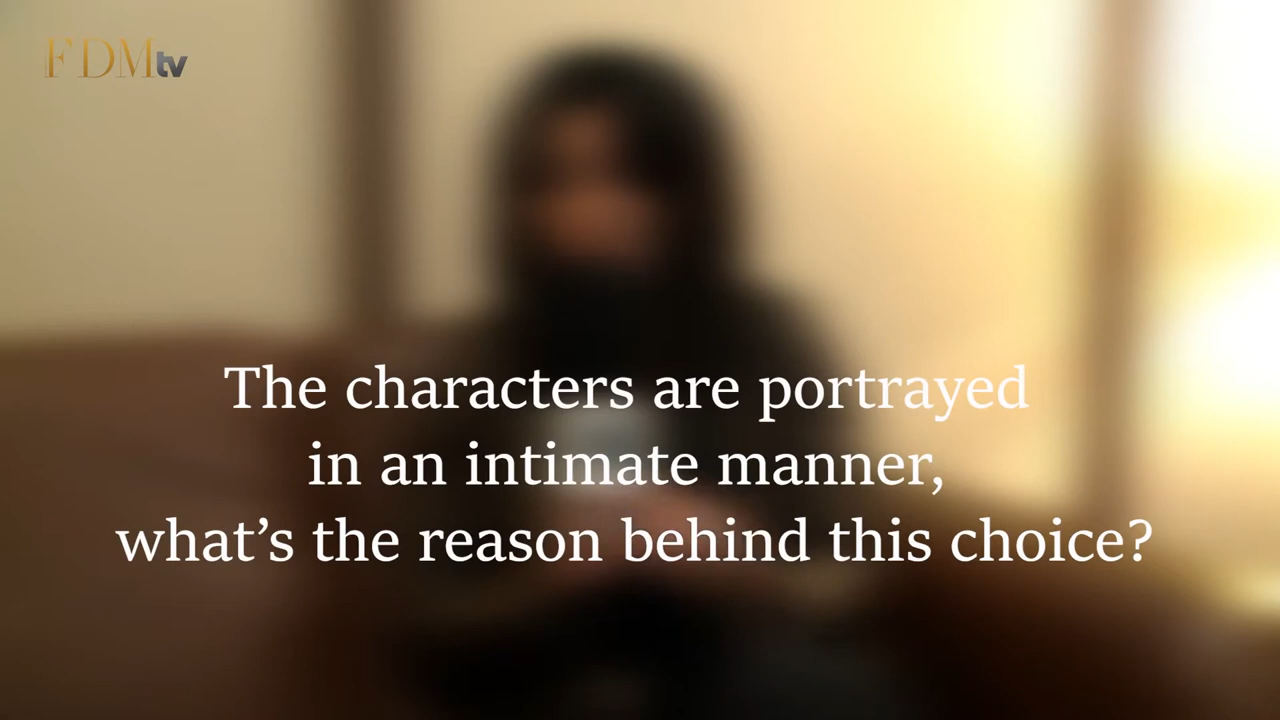 FDMtv
The characters are portrayed
in an intimate manner,
what’s the reason behind this choice?